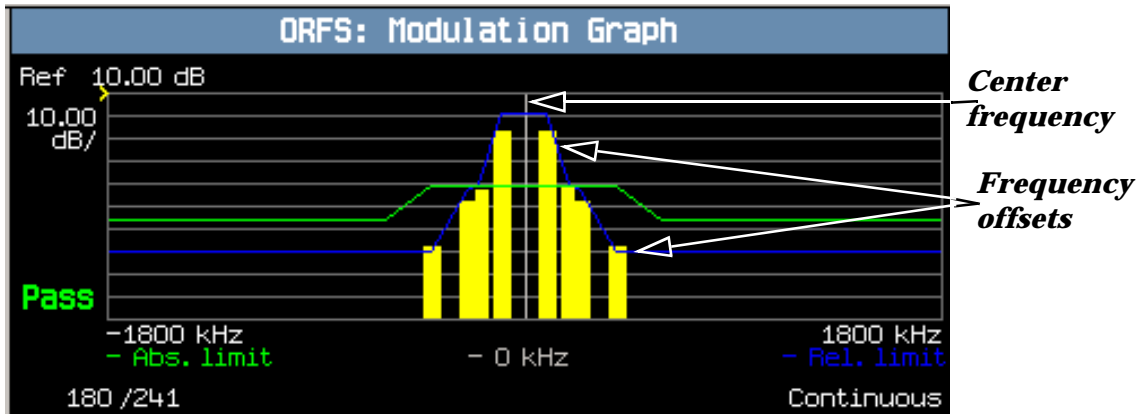 ORFS: Modulation Graph
Ref 10.00 dB
10.00
dB/
Center
frequency
Frequency
offsets
Pass
-1800 kHz
1800 kHz
- Abs. limit
- 0 kHz
- Rel. limit
180 /241
Continuous